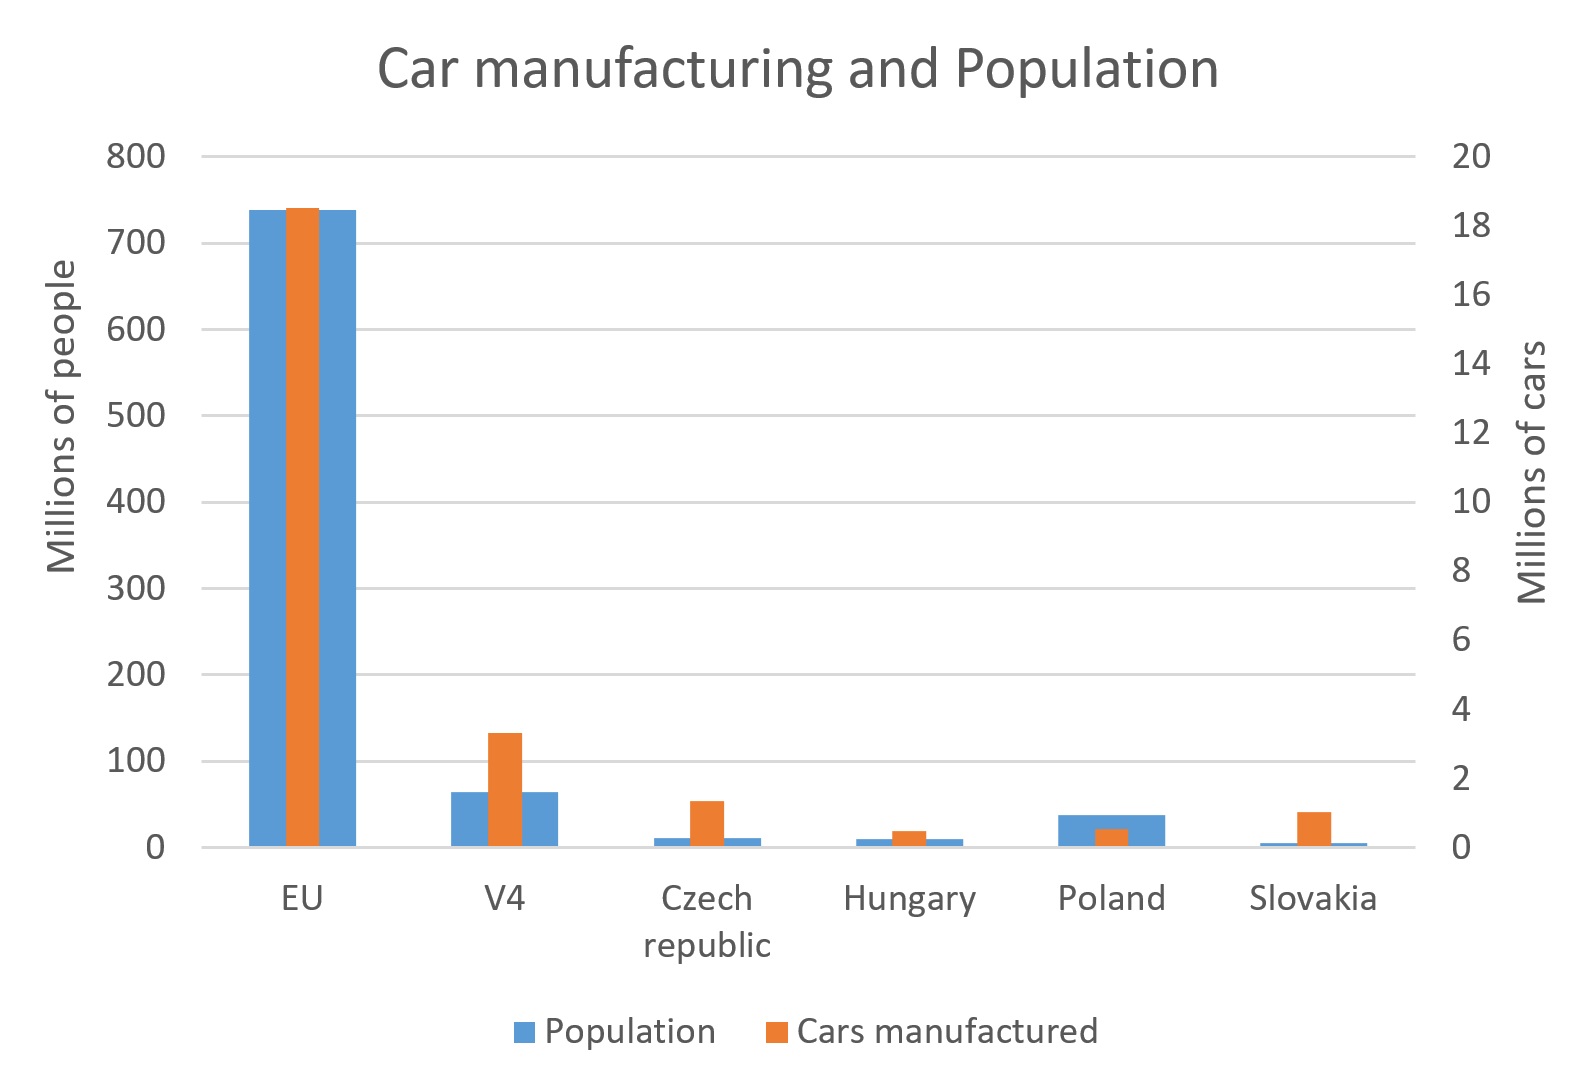 Car manufacturing and Population
800
700
600
500
400
300
200
100
0
Millions of people
20
18
16
14
12
10
8
6
4
2
0
Millions of cars
EU
V4
Czech
republic
Hungary
Poland
Slovakia
Population
Cars manufactured